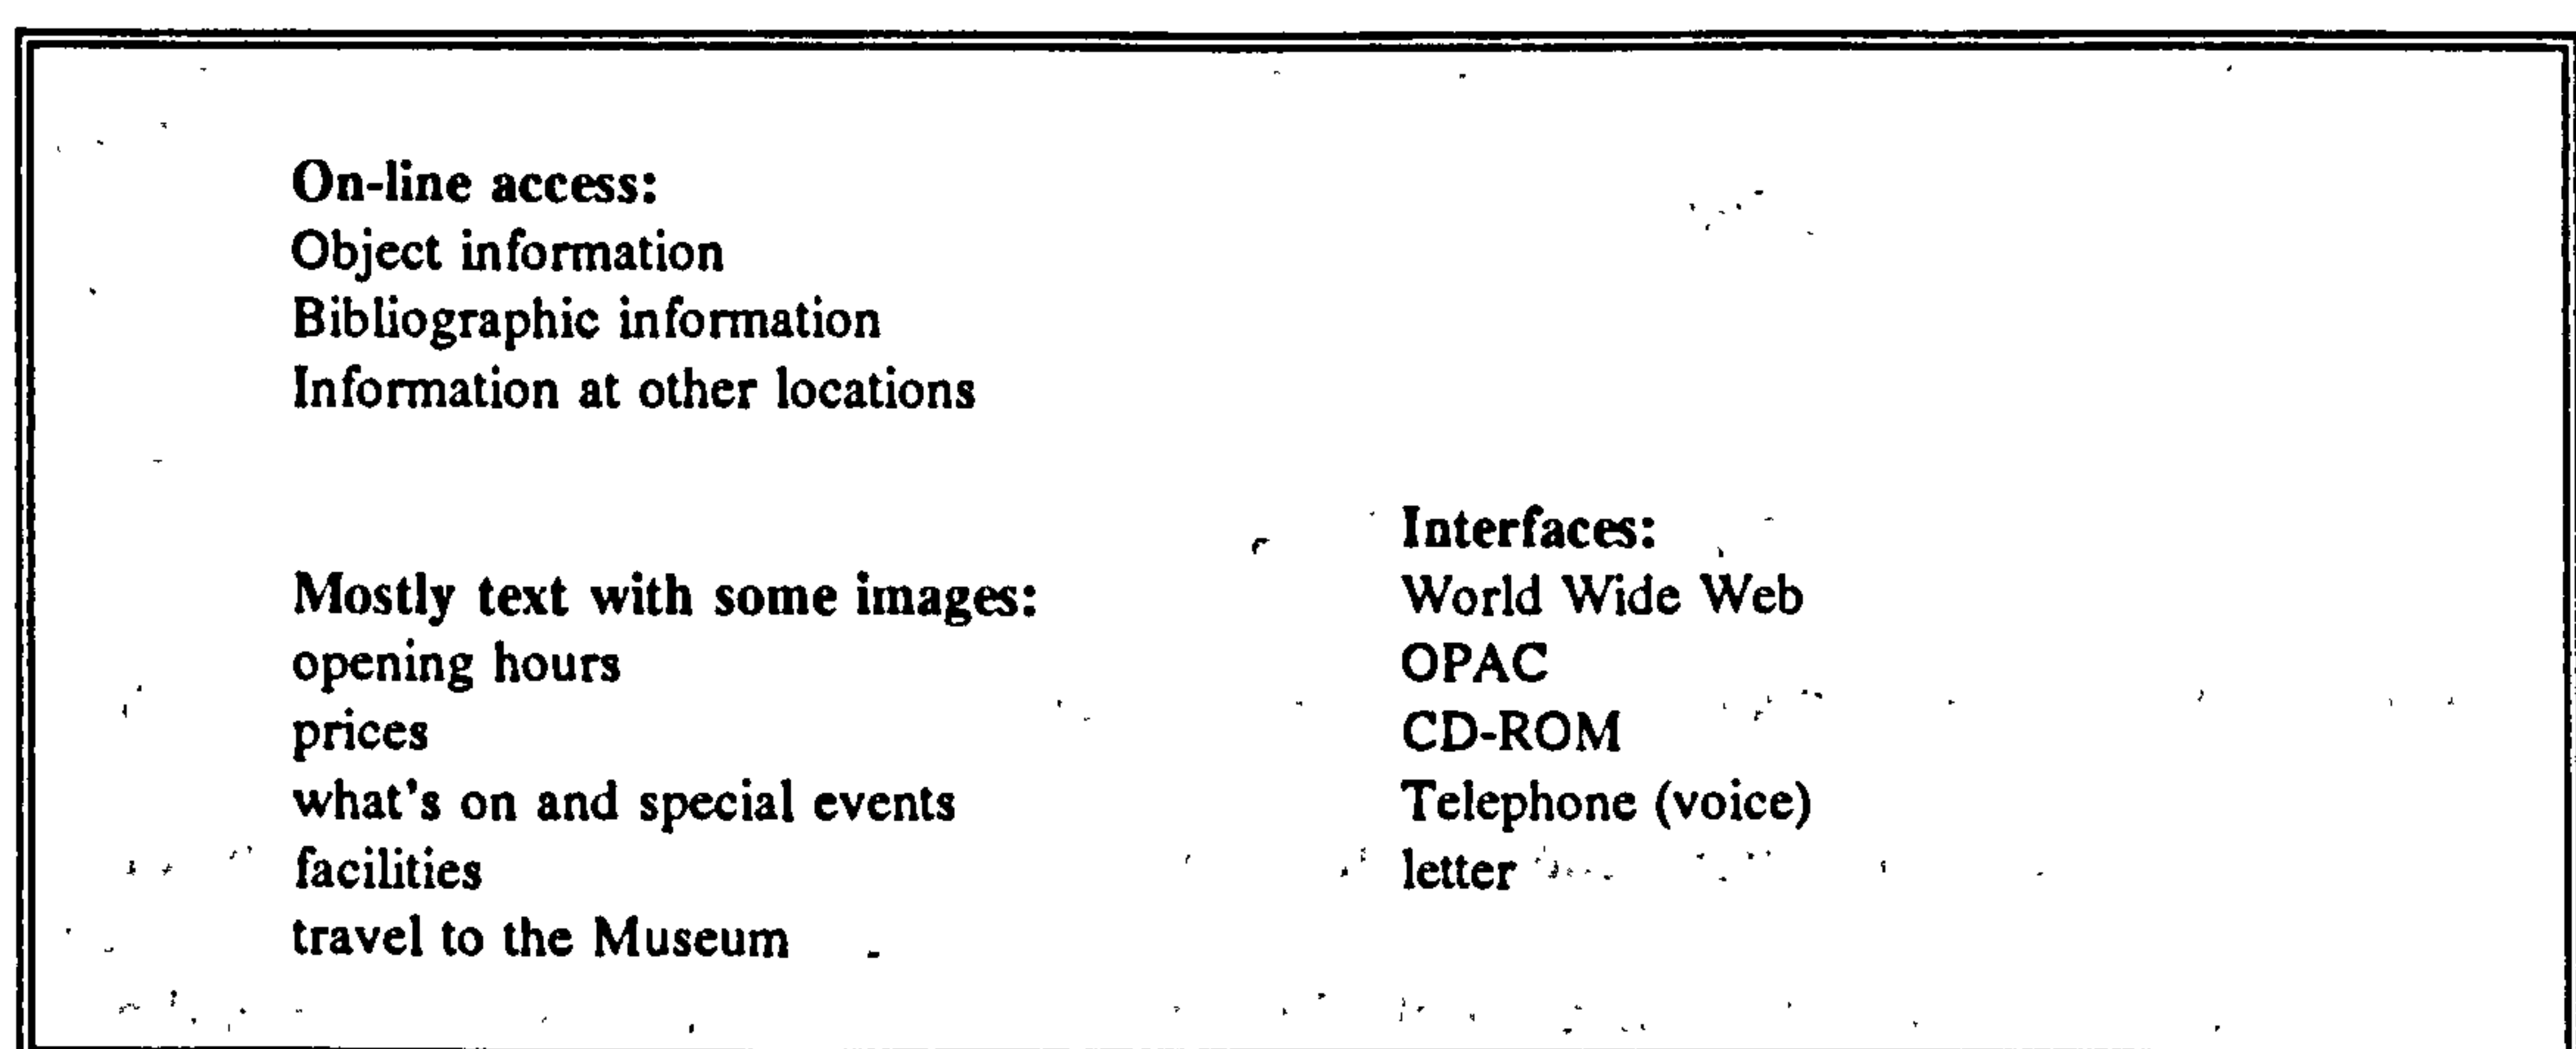 On-line access:
Object information
Bibliographic information
Information at other locations
Mostly text with some images:
opening hours
prices
what's on and special events
facilities
travel to the Museum
Interfaces:
World Wide Web
OPAC
CD-ROM
Telephone (voice)
letter